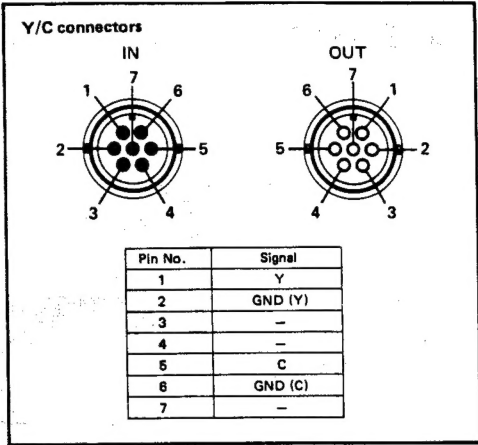 Y/C connectors
IN OUT
7 7
1 6 6 1
2 5 5 2
3 4 4 3
Pin No. Signal
1 Y
2 GND (Y)
3 –
4 –
5 C
6 GND (C)
7 –